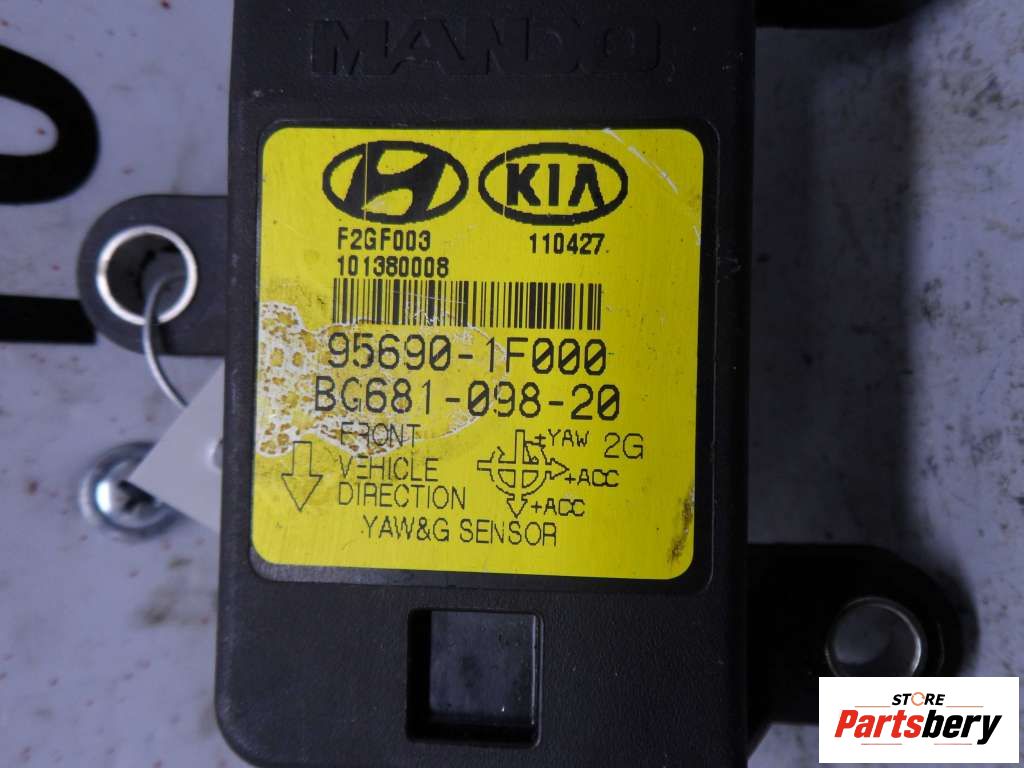 MANDO
KIA
F2GF003 110427
101380008
95690-1F000
BC681-098-20
FRONT
VEHICLE
DIRECTION
+YAW 2G
+ACC
+ACC
YAW&G SENSOR
STORE
Partsbery